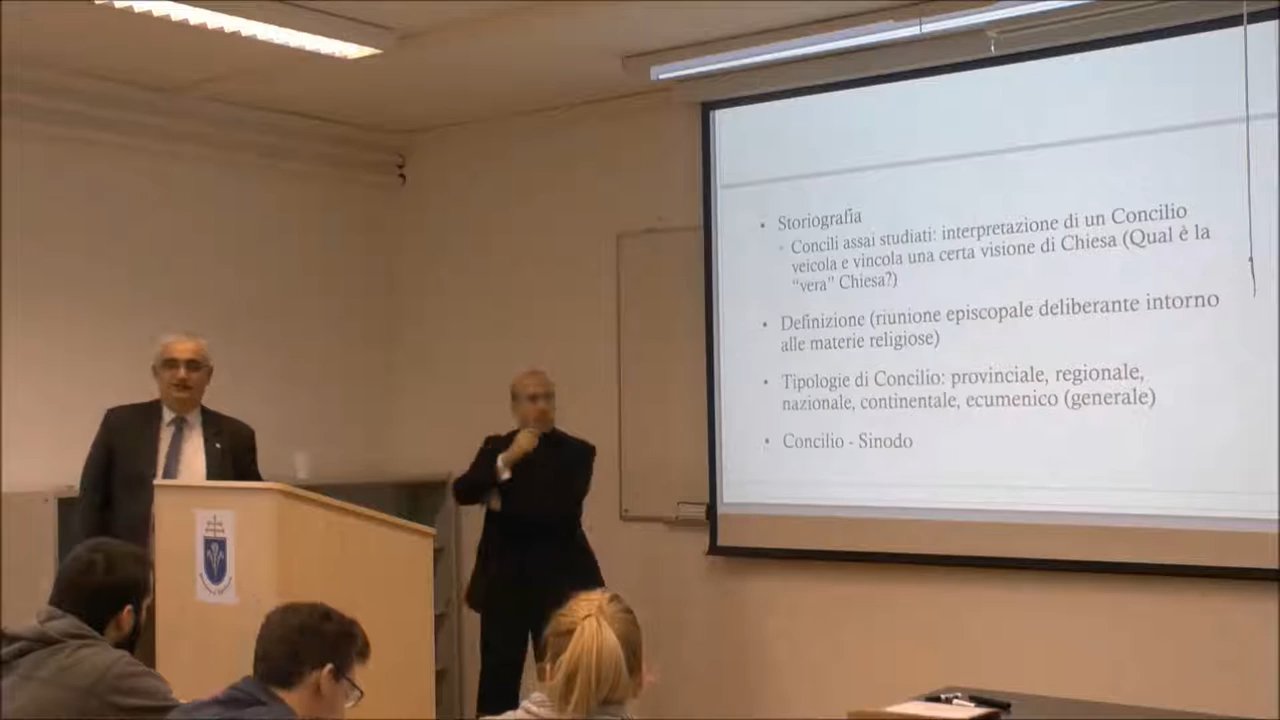 • Storiografia
◦ Concili assai studiati: interpretazione di un Concilio
veicola e vincola una certa visione di Chiesa (Qual è la
“vera” Chiesa?)
• Definizione (riunione episcopale deliberante intorno
alle materie religiose)
• Tipologie di Concilio: provinciale, regionale,
nazionale, continentale, ecumenico (generale)
• Concilio - Sinodo